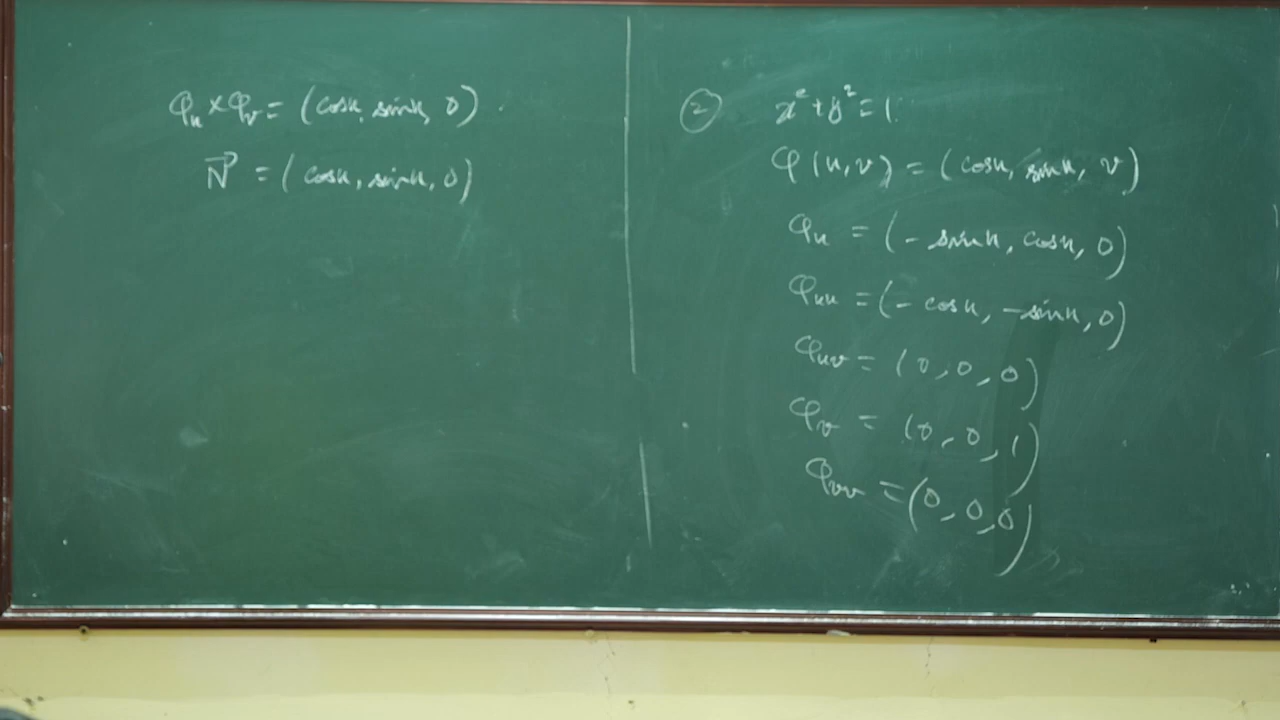 φᵤ × φᵥ = (cosu, sinu, 0)
N⃗ = (cosu, sinu, 0)
② x² + y² = 1.
φ(u,v) = (cosu, sinu, v)
φᵤ = (-sinu, cosu, 0)
φᵤᵤ = (-cosu, -sinu, 0)
φᵤᵥ = (0, 0, 0)
φᵥ = (0, 0, 1)
φᵥᵥ = (0, 0, 0)